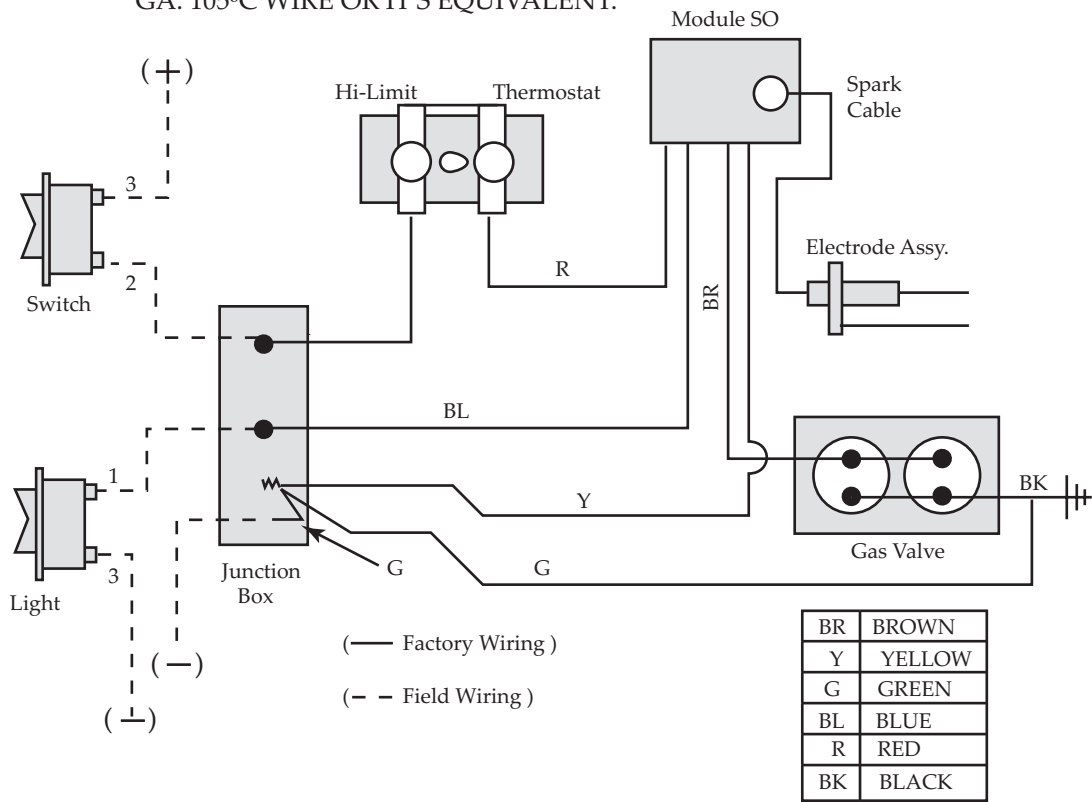 GA. 105°C WIRE OR IT'S EQUIVALENT.
Module SO
(+)
Hi-Limit
Thermostat
Spark
Cable
3
R
BR
Electrode Assy.
2
Switch
BL
1
Y
BK
Gas Valve
3
Junction
Box
G
G
Light
(—)
(—)
(— Factory Wiring )
(– – Field Wiring )
BR BROWN
Y YELLOW
G GREEN
BL BLUE
R RED
BK BLACK